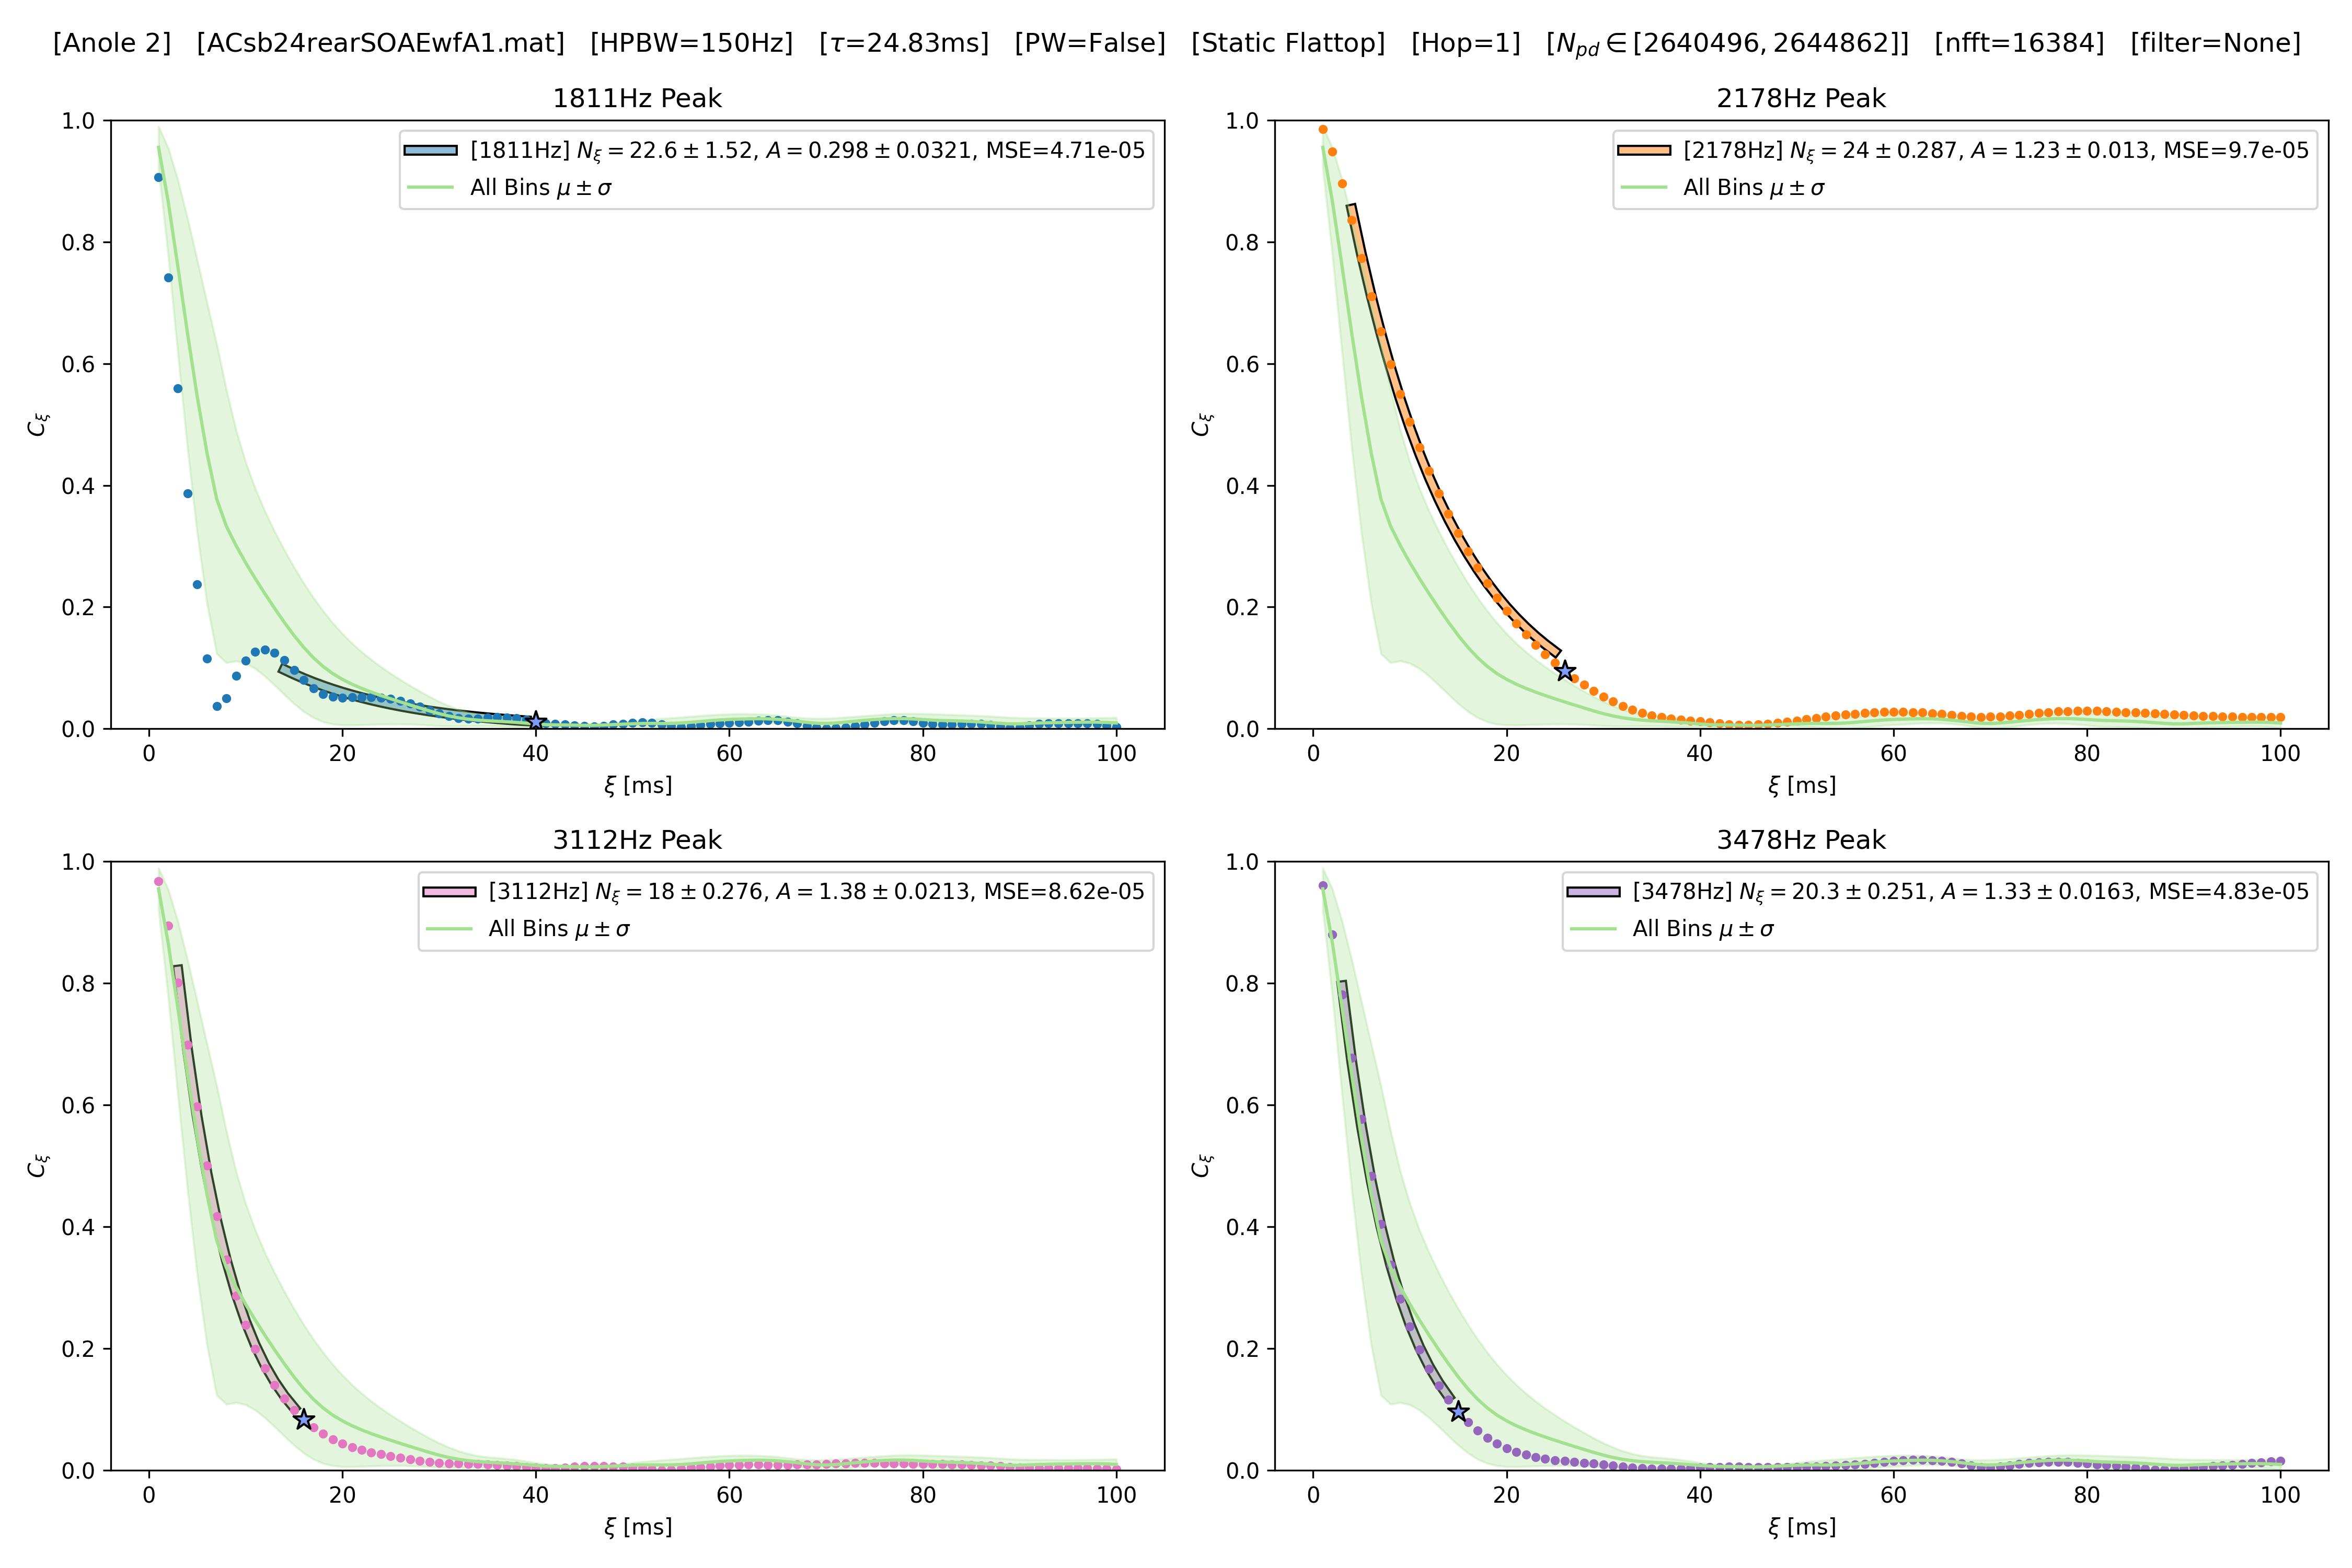 [Anole 2] [ACsb24rearSOAEwfA1.mat] [HPBW=150Hz] [τ=24.83ms] [PW=False] [Static Flattop] [Hop=1] [N_pd ∈ [2640496, 2644862]] [nfft=16384] [filter=None]
1811Hz Peak
[1811Hz] N_ξ = 22.6 ± 1.52, A = 0.298 ± 0.0321, MSE=4.71e-05
All Bins μ ± σ
1.0
0.8
0.6
0.4
0.2
0.0
C_ξ
0 20 40 60 80 100
ξ [ms]
2178Hz Peak
[2178Hz] N_ξ = 24 ± 0.287, A = 1.23 ± 0.013, MSE=9.7e-05
All Bins μ ± σ
1.0
0.8
0.6
0.4
0.2
0.0
C_ξ
0 20 40 60 80 100
ξ [ms]
3112Hz Peak
[3112Hz] N_ξ = 18 ± 0.276, A = 1.38 ± 0.0213, MSE=8.62e-05
All Bins μ ± σ
1.0
0.8
0.6
0.4
0.2
0.0
C_ξ
0 20 40 60 80 100
ξ [ms]
3478Hz Peak
[3478Hz] N_ξ = 20.3 ± 0.251, A = 1.33 ± 0.0163, MSE=4.83e-05
All Bins μ ± σ
1.0
0.8
0.6
0.4
0.2
0.0
C_ξ
0 20 40 60 80 100
ξ [ms]